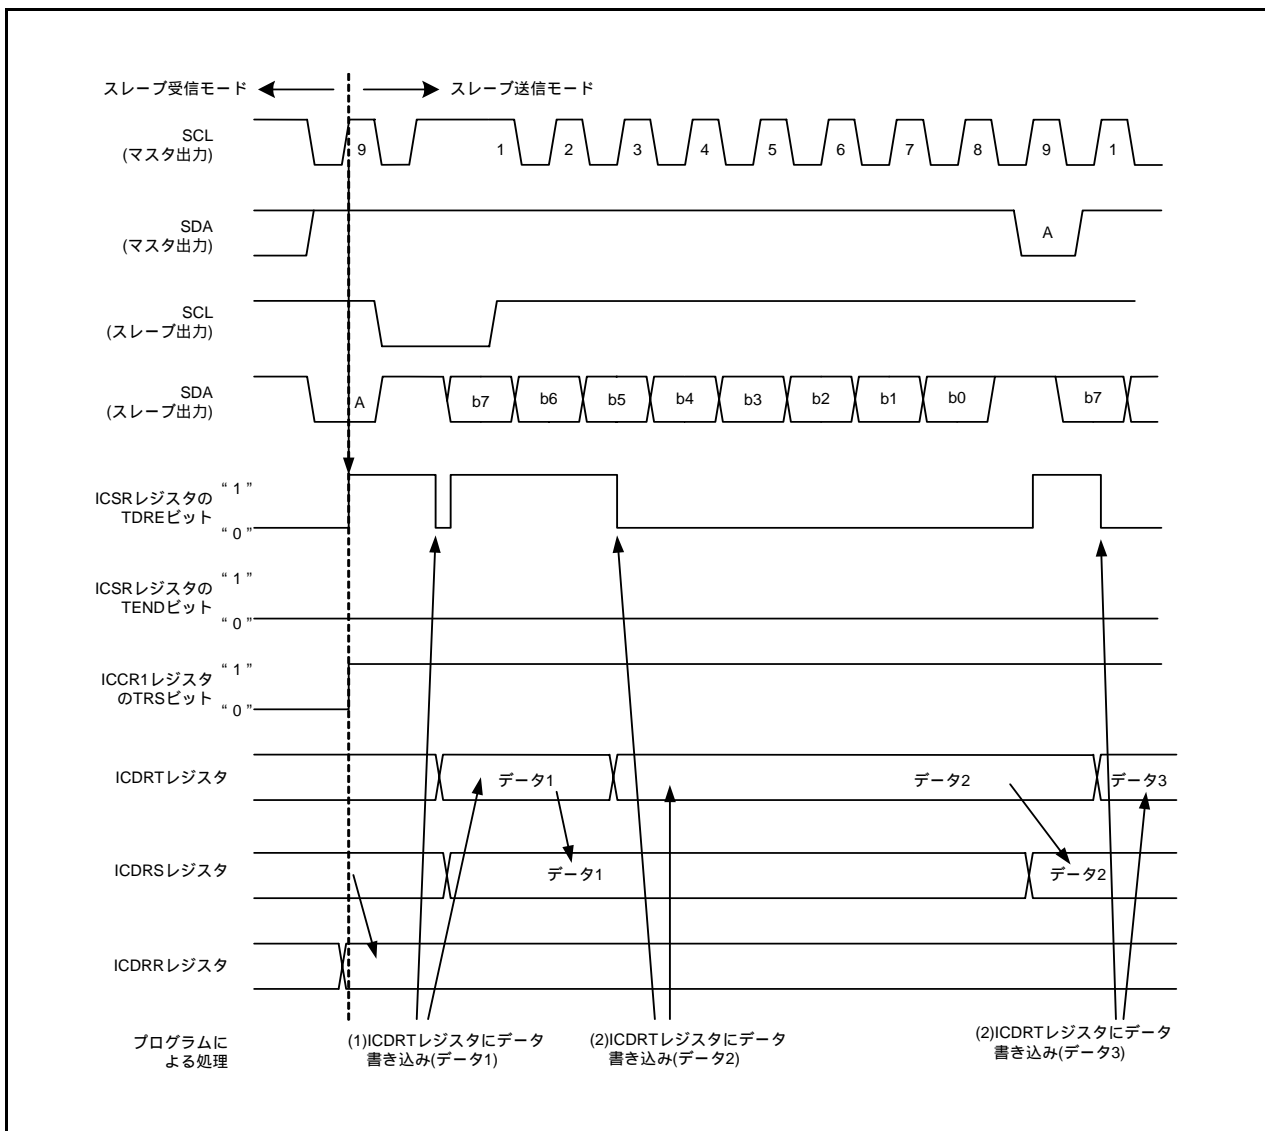 スレーブ受信モード
スレーブ送信モード
SCL
(マスタ出力)
9
1
2
3
4
5
6
7
8
9
1
SDA
(マスタ出力)
A
SCL
(スレーブ出力)
SDA
(スレーブ出力)
A
b7
b6
b5
b4
b3
b2
b1
b0
b7
ICSRレジスタの
TDREビット
“ 1 ”
“ 0 ”
ICSRレジスタの
TENDビット
“ 1 ”
“ 0 ”
ICCR1レジスタ
のTRSビット
“ 1 ”
“ 0 ”
ICDRTレジスタ
データ1
データ2
データ3
ICDRSレジスタ
データ1
データ2
ICDRRレジスタ
プログラムに
よる処理
(1)ICDRTレジスタにデータ
書き込み(データ1)
(2)ICDRTレジスタにデータ
書き込み(データ2)
(2)ICDRTレジスタにデータ
書き込み(データ3)